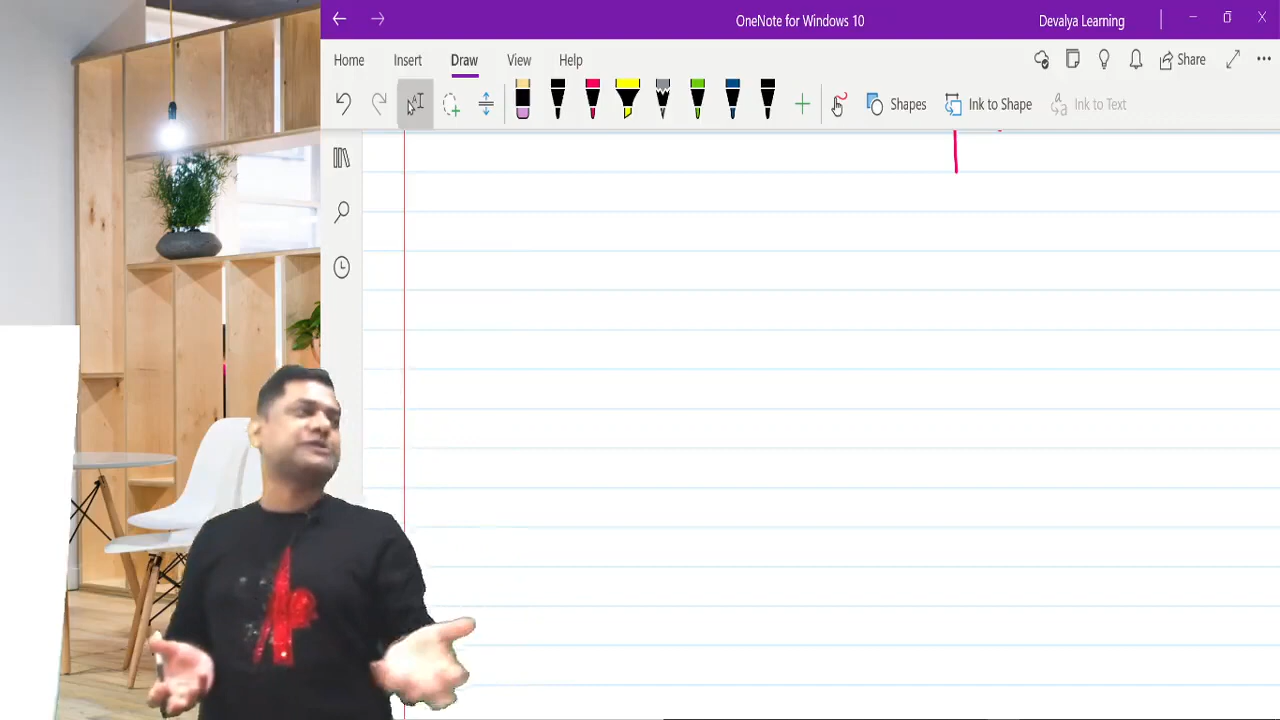 OneNote for Windows 10
Devalya Learning
Home
Insert
Draw
View
Help
Share
Shapes
Ink to Shape
Ink to Text